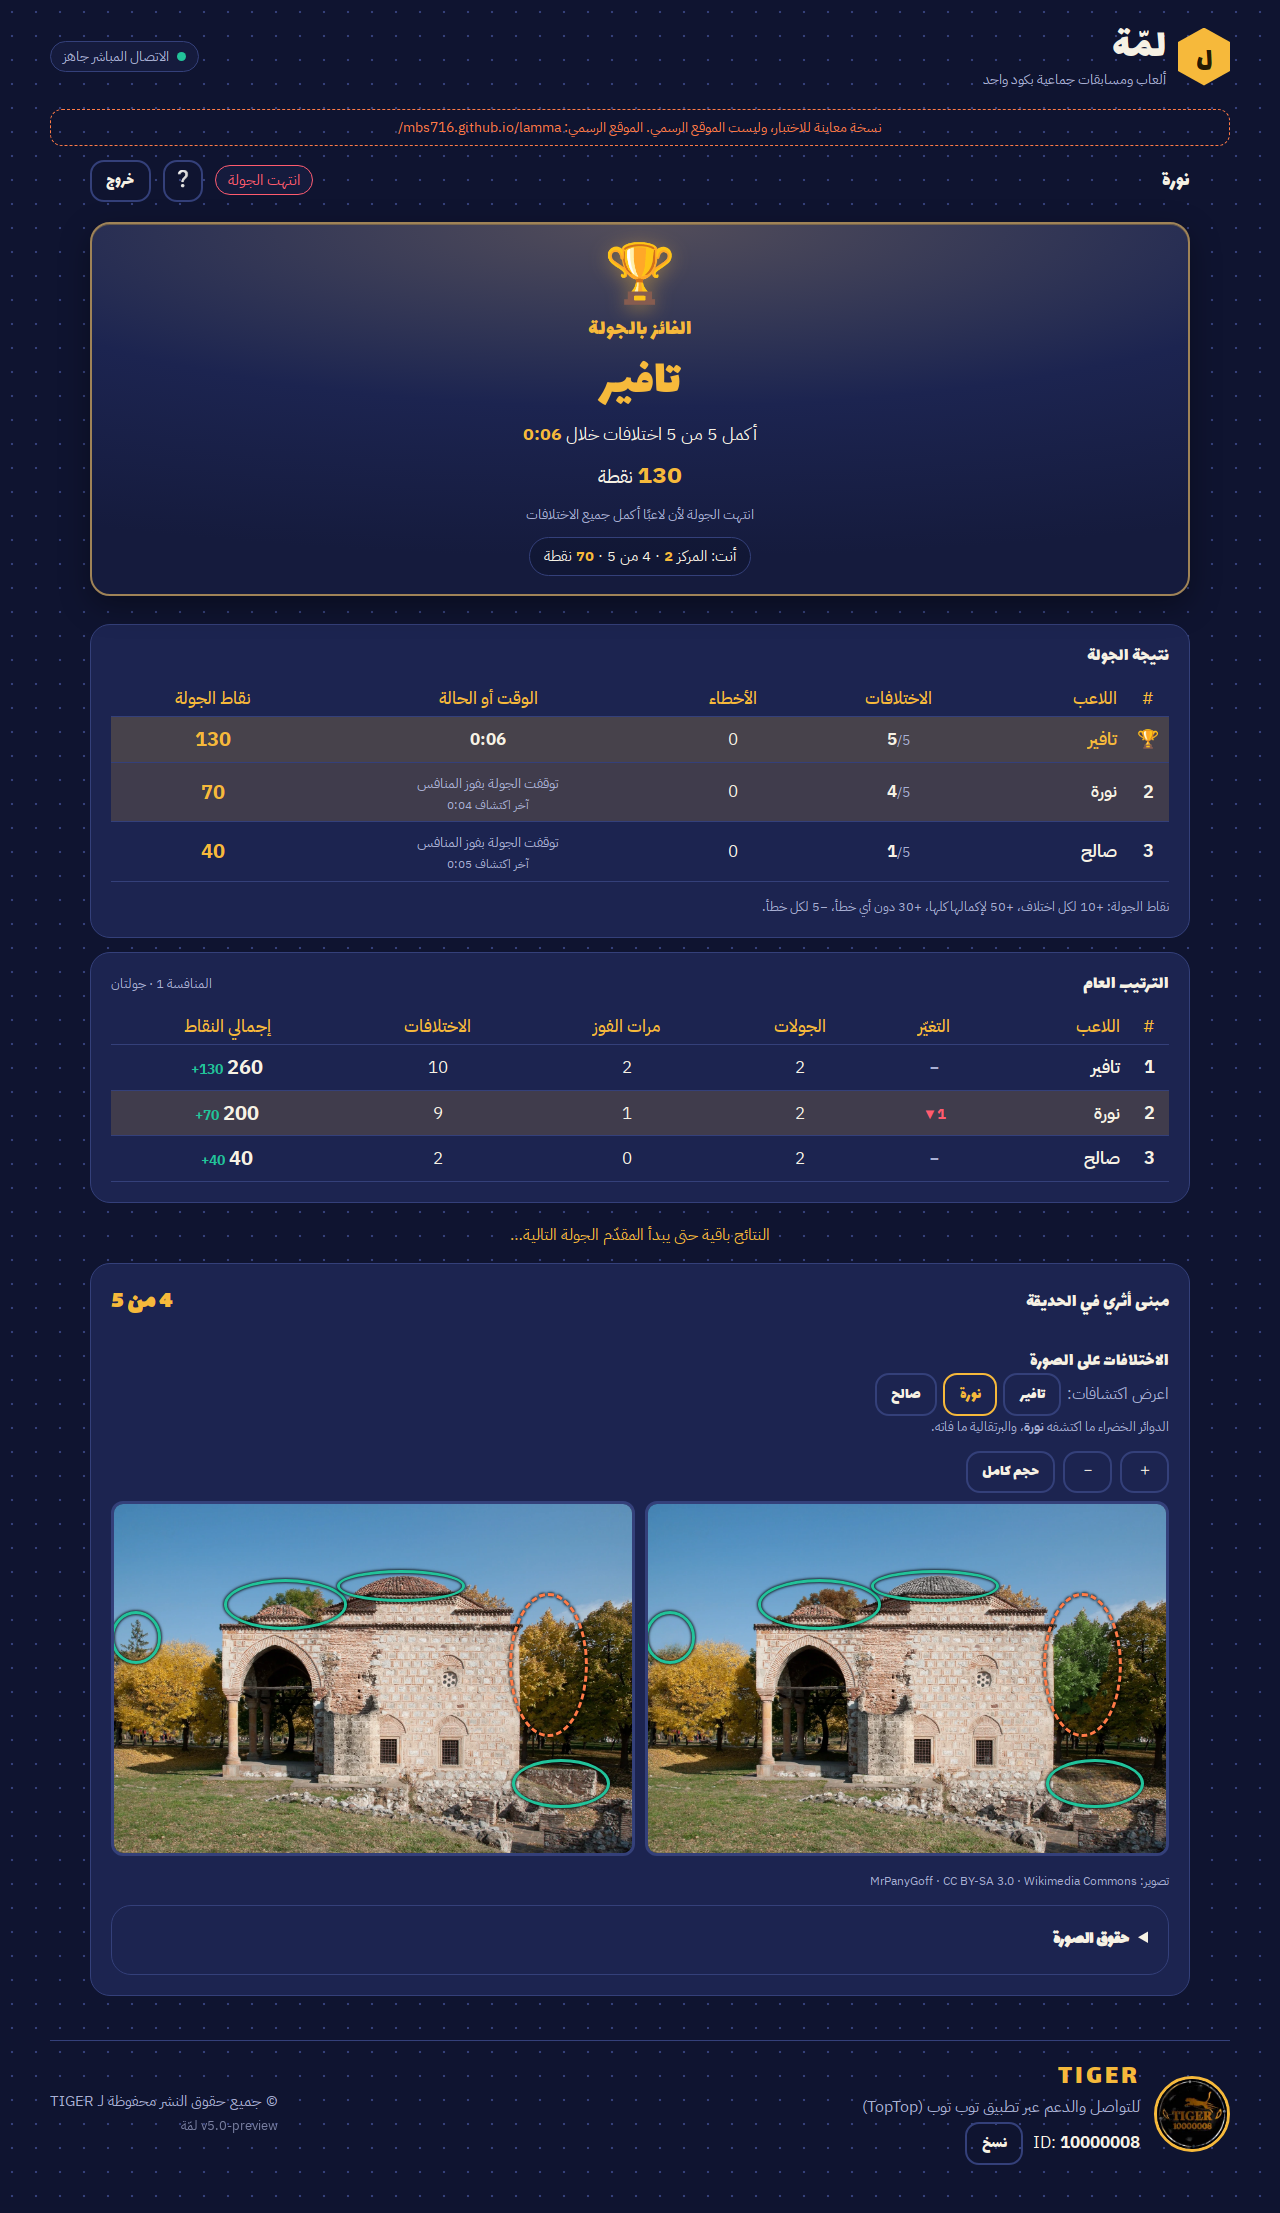 ل
لمّة
ألعاب ومسابقات جماعية بكود واحد
الاتصال المباشر جاهز
نسخة معاينة للاختبار، وليست الموقع الرسمي. الموقع الرسمي: mbs716.github.io/lamma/
نورة
انتهت الجولة
?
خروج
الفائز بالجولة
تافير
أكمل 5 من 5 اختلافات خلال 0:06
130 نقطة
انتهت الجولة لأن لاعبًا أكمل جميع الاختلافات
أنت: المركز 2 · 4 من 5 · 70 نقطة
نتيجة الجولة
# اللاعب الاختلافات الأخطاء الوقت أو الحالة نقاط الجولة
تافير 5/5 0 0:06 130
2 نورة 4/5 0 توقفت الجولة بفوز المنافس 70
آخر اكتشاف 0:04
3 صالح 1/5 0 توقفت الجولة بفوز المنافس 40
آخر اكتشاف 0:05
نقاط الجولة: +10 لكل اختلاف، +50 لإكمالها كلها، +30 دون أي خطأ، −5 لكل خطأ.
الترتيب العام
المنافسة 1 · جولتان
# اللاعب التغيّر الجولات مرات الفوز الاختلافات إجمالي النقاط
1 تافير – 2 2 10 260 +130
2 نورة ▼1 2 1 9 200 +70
3 صالح – 2 0 2 40 +40
النتائج باقية حتى يبدأ المقدّم الجولة التالية…
مبنى أثري في الحديقة
4 من 5
الاختلافات على الصورة
اعرض اكتشافات: تافير نورة صالح
الدوائر الخضراء ما اكتشفه نورة، والبرتقالية ما فاته.
+ − حجم كامل
تصوير: MrPanyGoff · CC BY-SA 3.0 · Wikimedia Commons
◀ حقوق الصورة
TIGER
10000008
TIGER
للتواصل والدعم عبر تطبيق توب توب (TopTop)
ID: 10000008
نسخ
© جميع حقوق النشر محفوظة لـ TIGER
لمّة v5.0-preview